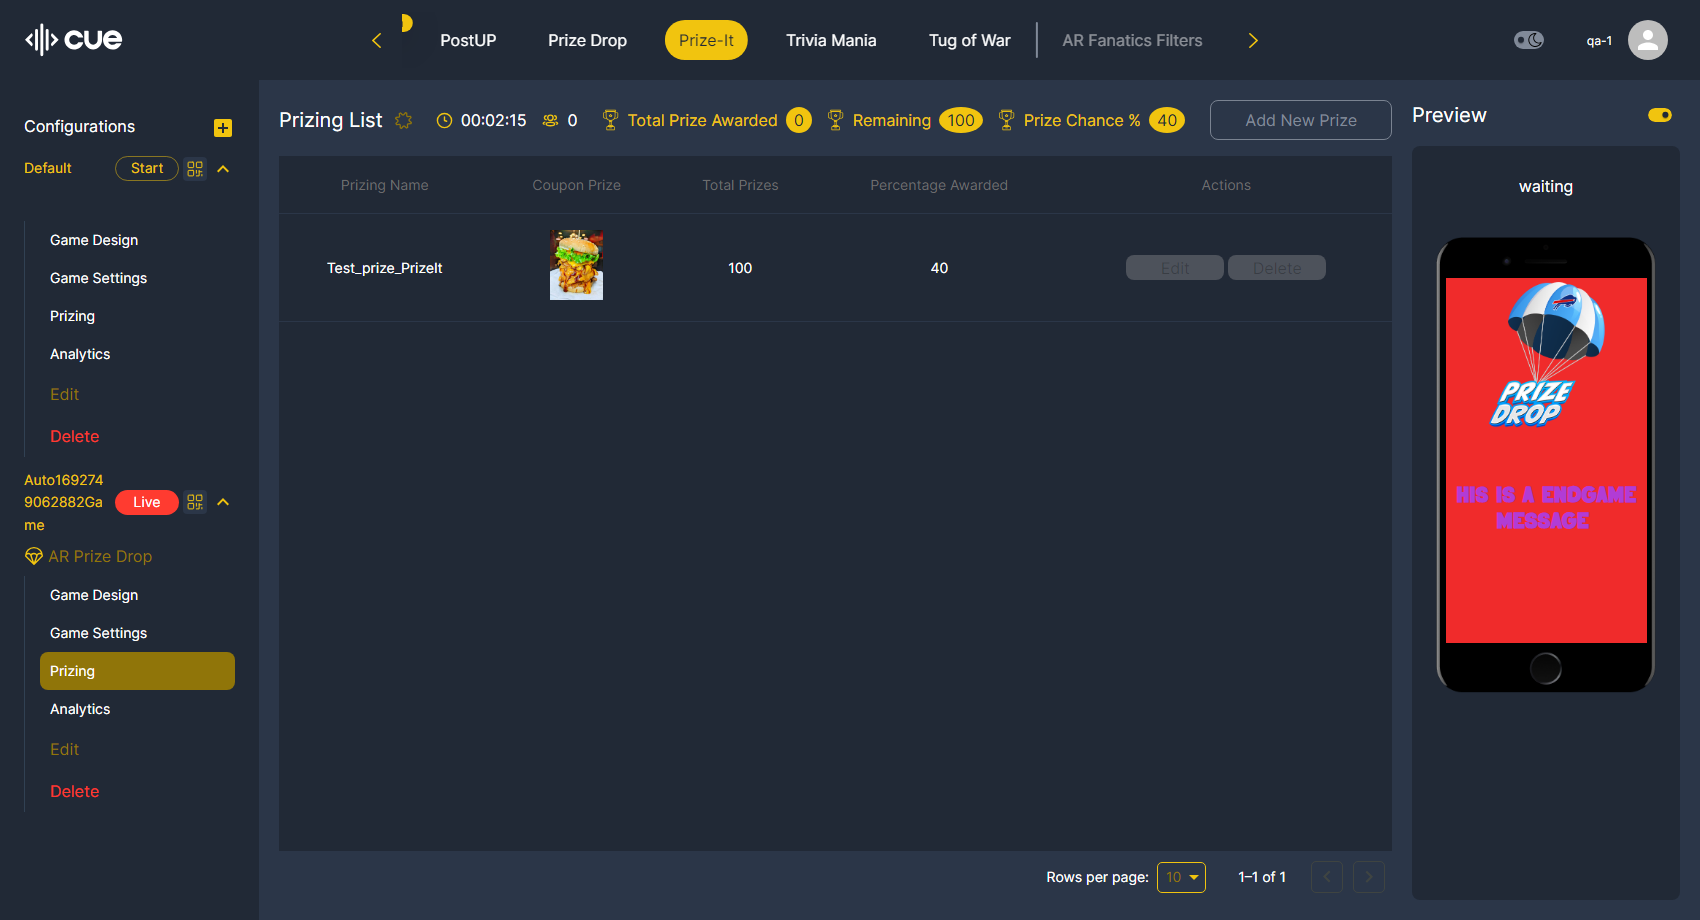 cue
PostUP
Prize Drop
Prize-It
Trivia Mania
Tug of War
AR Fanatics Filters
qa-1
Configurations
Default
Start
Game Design
Game Settings
Prizing
Analytics
Edit
Delete
Auto169274
9062882Ga
me
Live
AR Prize Drop
Game Design
Game Settings
Prizing
Analytics
Edit
Delete
Prizing List
00:02:15
0
Total Prize Awarded 0
Remaining 100
Prize Chance % 40
Add New Prize
Prizing Name
Coupon Prize
Total Prizes
Percentage Awarded
Actions
Test_prize_PrizeIt
100
40
Edit
Delete
Rows per page:
10
1–1 of 1
Preview
waiting
PRIZE
DROP
HIS IS A ENDGAME
MESSAGE